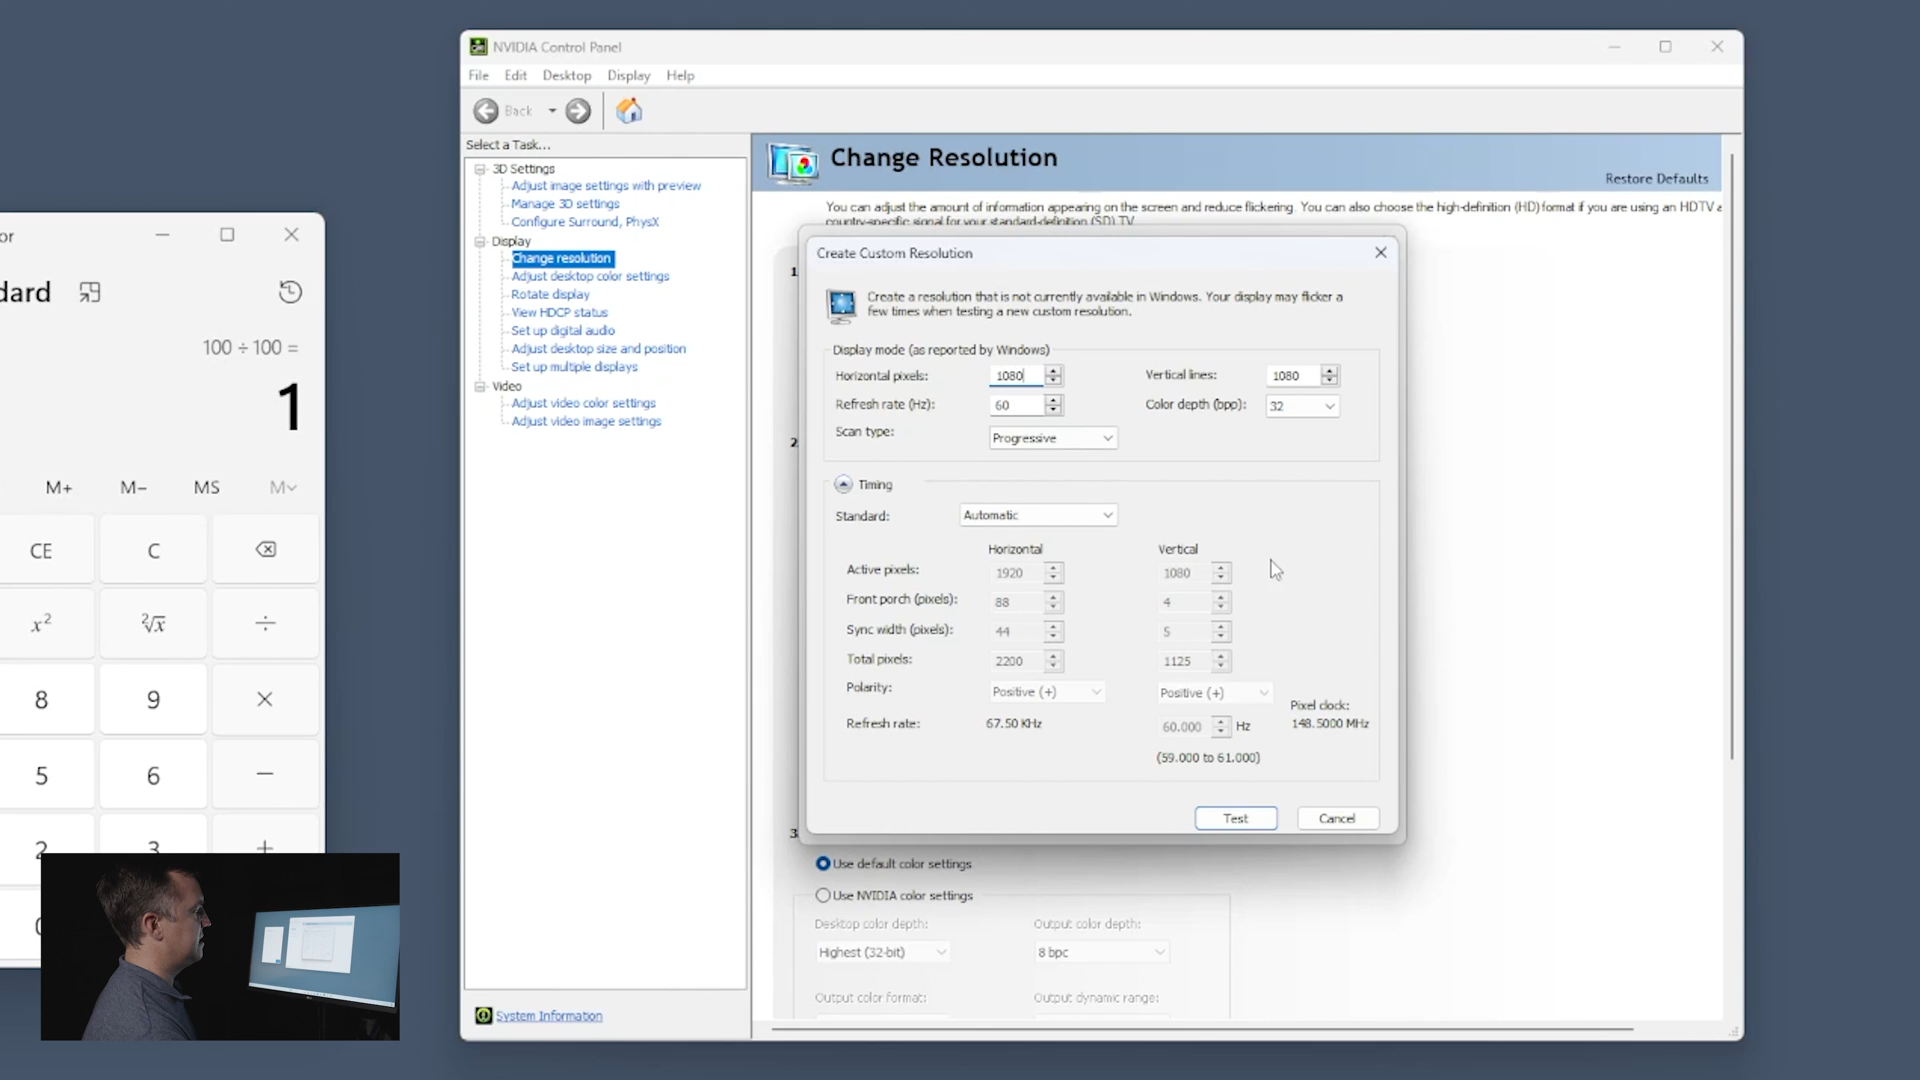 NVIDIA Control Panel
File Edit Desktop Display Help
Back
Select a Task...
3D Settings
Adjust image settings with preview
Manage 3D settings
Configure Surround, PhysX
Display
Change resolution
Adjust desktop color settings
Rotate display
View HDCP status
Set up digital audio
Adjust desktop size and position
Set up multiple displays
Video
Adjust video color settings
Adjust video image settings
System Information
Change Resolution
Restore Defaults
You can adjust the amount of information appearing on the screen and reduce flickering. You can also choose the high-definition (HD) format if you are using an HDTV a
country-specific signal for your standard-definition (SD) TV.
1.
2.
3.
Create Custom Resolution
Create a resolution that is not currently available in Windows. Your display may flicker a
few times when testing a new custom resolution.
Display mode (as reported by Windows)
Horizontal pixels: 1080 Vertical lines: 1080
Refresh rate (Hz): 60 Color depth (bpp): 32
Scan type: Progressive
Timing
Standard: Automatic
Horizontal Vertical
Active pixels: 1920 1080
Front porch (pixels): 88 4
Sync width (pixels): 44 5
Total pixels: 2200 1125
Polarity: Positive (+) Positive (+)
Pixel clock:
Refresh rate: 67.50 KHz 60.000 Hz 148.5000 MHz
(59.000 to 61.000)
Test Cancel
Use default color settings
Use NVIDIA color settings
Desktop color depth: Output color depth:
Highest (32-bit) 8 bpc
Output color format: Output dynamic range:
or
dard
100 ÷ 100 =
1
M+ M− MS M
CE C
x² ²√x ÷
8 9 ×
5 6 −
2 3 +